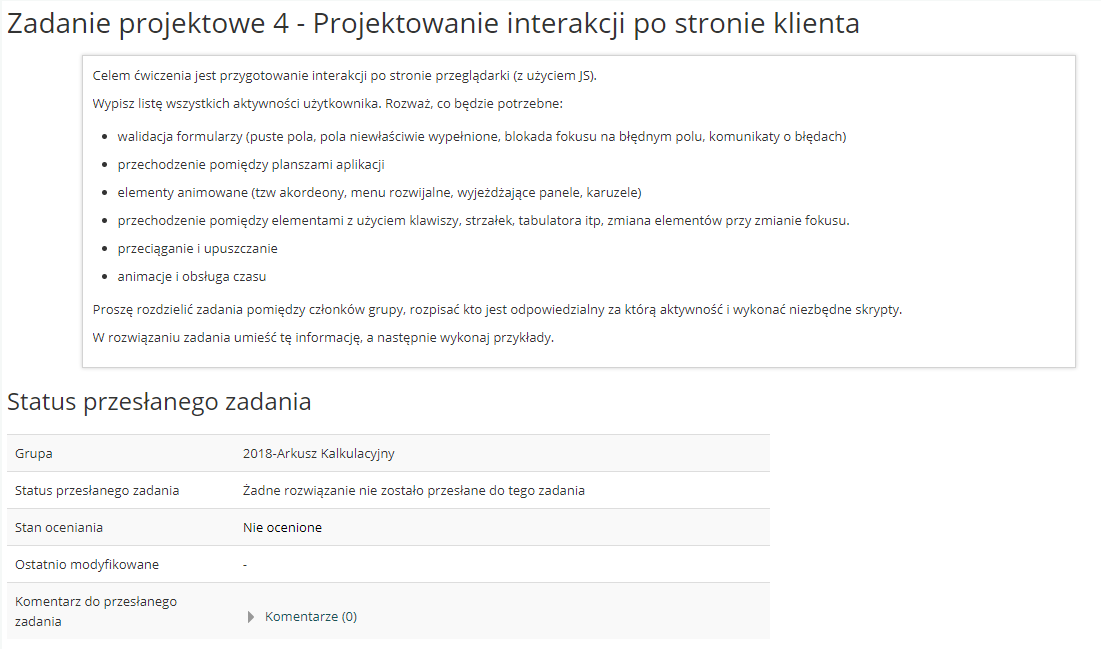 Zadanie projektowe 4 - Projektowanie interakcji po stronie klienta
Celem ćwiczenia jest przygotowanie interakcji po stronie przeglądarki (z użyciem JS).
Wypisz listę wszystkich aktywności użytkownika. Rozważ, co będzie potrzebne:
walidacja formularzy (puste pola, pola niewłaściwie wypełnione, blokada fokusu na błędnym polu, komunikaty o błędach)
przechodzenie pomiędzy planszami aplikacji
elementy animowane (tzw akordeony, menu rozwijalne, wyjeżdżające panele, karuzele)
przechodzenie pomiędzy elementami z użyciem klawiszy, strzałek, tabulatora itp, zmiana elementów przy zmianie fokusu.
przeciąganie i upuszczanie
animacje i obsługa czasu
Proszę rozdzielić zadania pomiędzy członków grupy, rozpisać kto jest odpowiedzialny za którą aktywność i wykonać niezbędne skrypty.
W rozwiązaniu zadania umieść tę informację, a następnie wykonaj przykłady.
Status przesłanego zadania
Grupa 2018-Arkusz Kalkulacyjny
Status przesłanego zadania Żadne rozwiązanie nie zostało przesłane do tego zadania
Stan oceniania Nie ocenione
Ostatnio modyfikowane -
Komentarz do przesłanego
zadania
Komentarze (0)